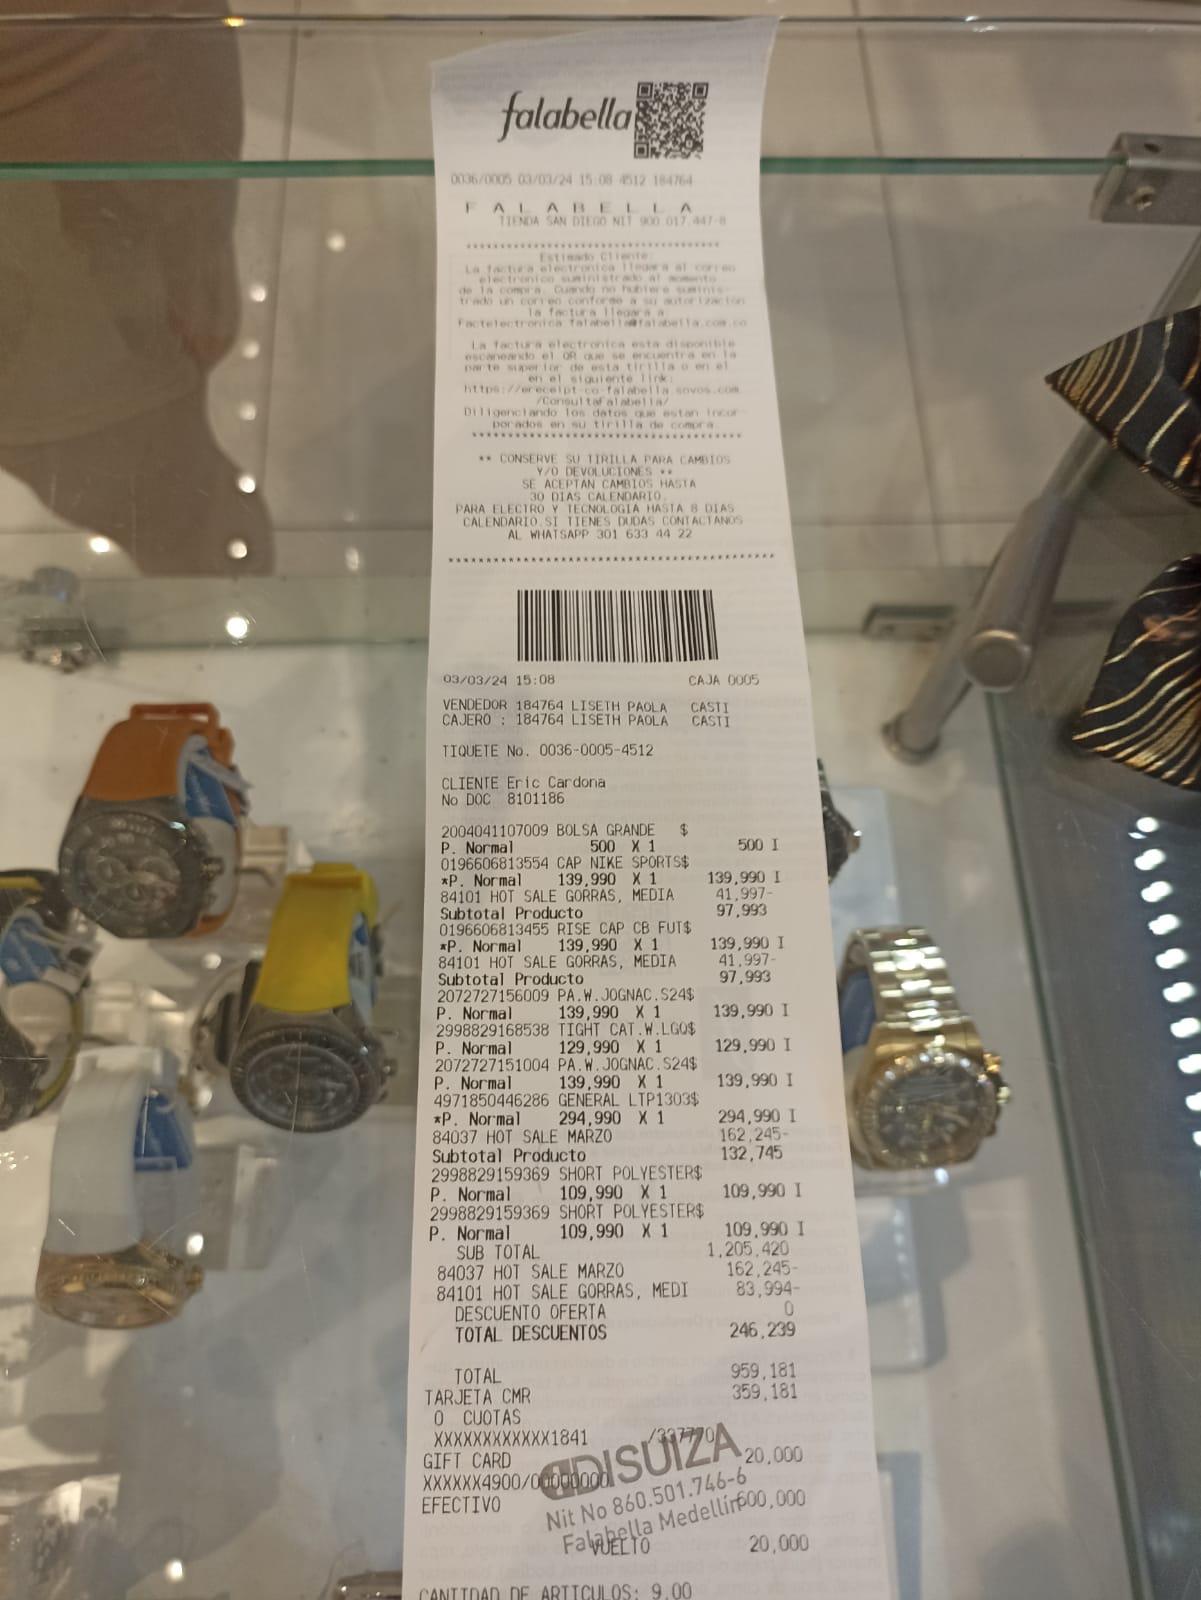 falabella
0036/0005 03/03/24 15:08 4512 184764
F A L A B E L L A
TIENDA SAN DIEGO NIT 900.017.447-8
****************************************
Estimado Cliente:
La factura electronica llegara al correo
electronico suministrado al momento
de la compra. Cuando no hubiere suminis-
trado un correo conforme a su autorizacion
la factura llegara a
Factelectronica falabella@falabella.com.co
La factura electronica esta disponible
escaneando el QR que se encuentra en la
parte superior de esta tirilla o en el
en el siguiente link:
https://ereceipt-co-falabella.sovos.com
/ConsultaFalabella/
Diligenciando los datos que estan incor-
porados en su tirilla de compra.
****************************************
** CONSERVE SU TIRILLA PARA CAMBIOS
Y/O DEVOLUCIONES **
SE ACEPTAN CAMBIOS HASTA
30 DIAS CALENDARIO.
PARA ELECTRO Y TECNOLOGIA HASTA 8 DIAS
CALENDARIO.SI TIENES DUDAS CONTACTANOS
AL WHATSAPP 301 633 44 22
****************************************
03/03/24 15:08 CAJA 0005
VENDEDOR 184764 LISETH PAOLA CASTI
CAJERO : 184764 LISETH PAOLA CASTI
TIQUETE No. 0036-0005-4512
CLIENTE Eric Cardona
No DOC 8101186
2004041107009 BOLSA GRANDE $
P. Normal 500 X 1 500 I
0196606813554 CAP NIKE SPORTS$
*P. Normal 139,990 X 1 139,990 I
84101 HOT SALE GORRAS, MEDIA 41,997-
Subtotal Producto 97,993
0196606813455 RISE CAP CB FUT$
*P. Normal 139,990 X 1 139,990 I
84101 HOT SALE GORRAS, MEDIA 41,997-
Subtotal Producto 97,993
2072727156009 PA.W.JOGNAC.S24$
P. Normal 139,990 X 1 139,990 I
2998829168538 TIGHT CAT.W.LGO$
P. Normal 129,990 X 1 129,990 I
2072727151004 PA.W.JOGNAC.S24$
P. Normal 139,990 X 1 139,990 I
4971850446286 GENERAL LTP1303$
*P. Normal 294,990 X 1 294,990 I
84037 HOT SALE MARZO 162,245-
Subtotal Producto 132,745
2998829159369 SHORT POLYESTER$
P. Normal 109,990 X 1 109,990 I
2998829159369 SHORT POLYESTER$
P. Normal 109,990 X 1 109,990 I
SUB TOTAL 1,205,420
84037 HOT SALE MARZO 162,245-
84101 HOT SALE GORRAS, MEDI 83,994-
DESCUENTO OFERTA 0
TOTAL DESCUENTOS 246,239
TOTAL 959,181
TARJETA CMR 359,181
0 CUOTAS
XXXXXXXXXXXX1841 /337770
GIFT CARD 20,000
XXXXXX4900/00000000
EFECTIVO 600,000
VUELTO 20,000
DISUIZA
Nit No 860.501.746-6
Falabella Medellin
CANTIDAD DE ARTICULOS: 9.00